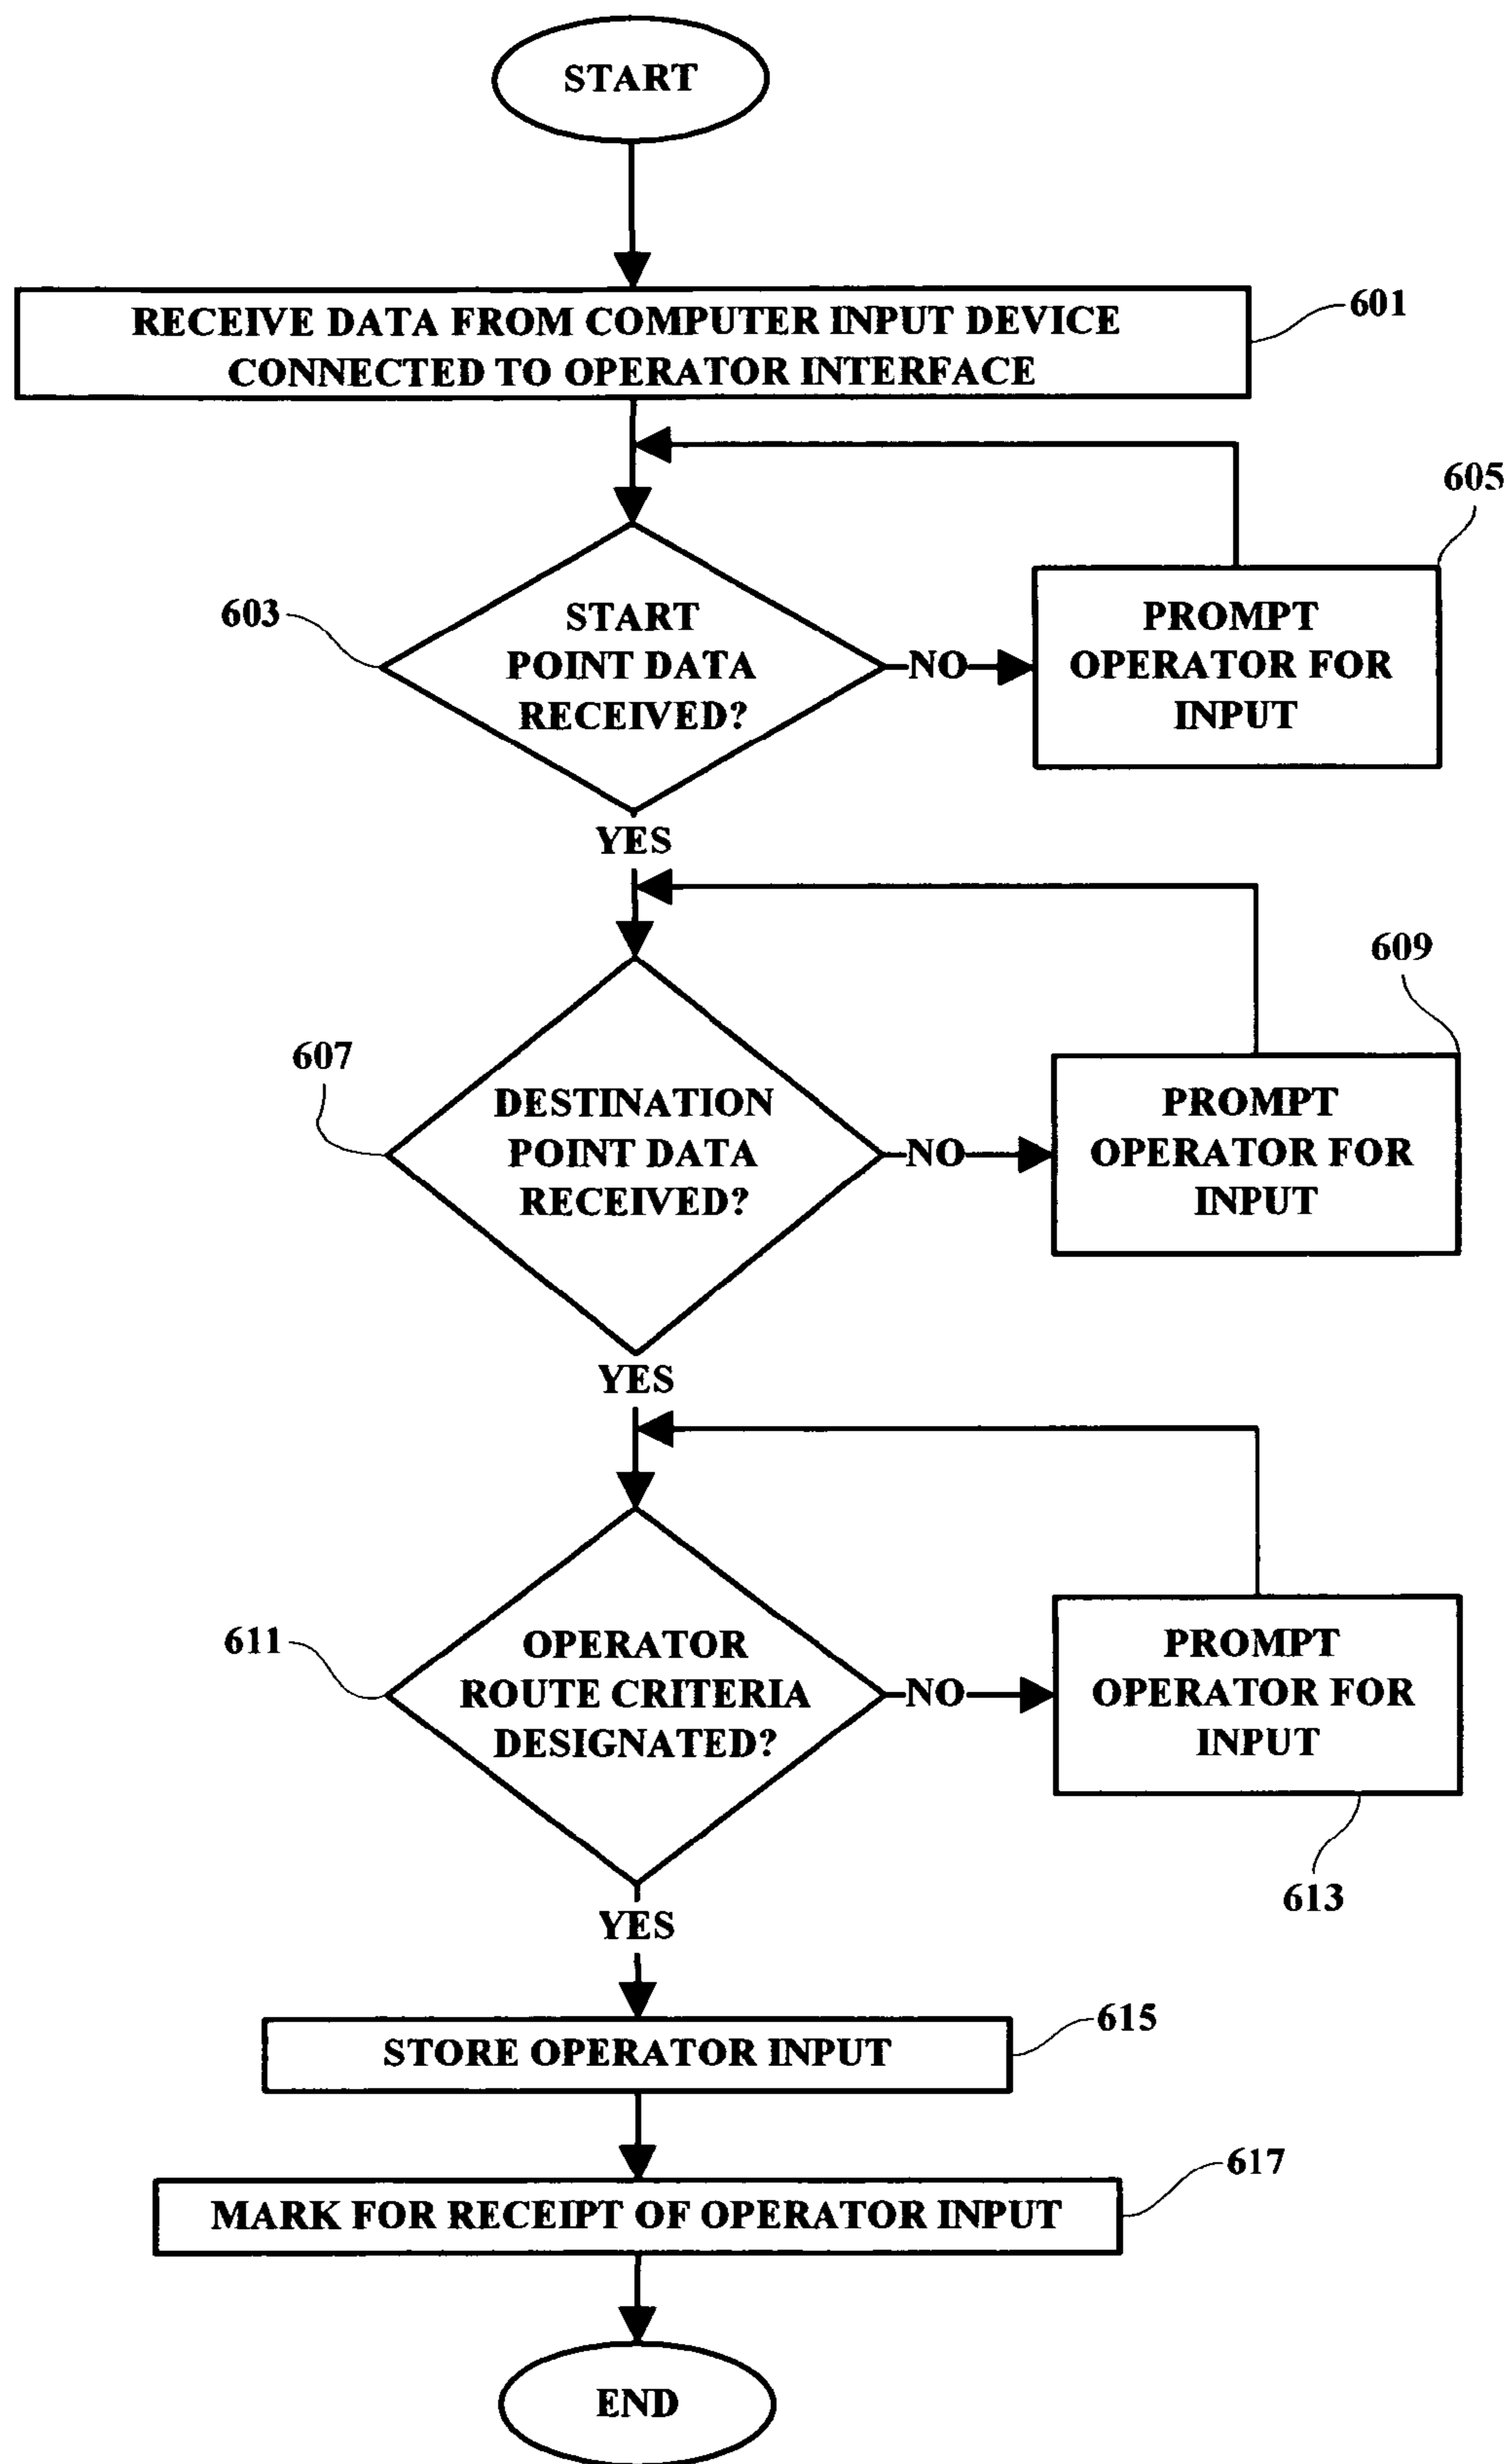 START
RECEIVE DATA FROM COMPUTER INPUT DEVICE
CONNECTED TO OPERATOR INTERFACE
601
603
START
POINT DATA
RECEIVED?
NO
605
PROMPT
OPERATOR FOR
INPUT
YES
607
DESTINATION
POINT DATA
RECEIVED?
NO
609
PROMPT
OPERATOR FOR
INPUT
YES
611
OPERATOR
ROUTE CRITERIA
DESIGNATED?
NO
PROMPT
OPERATOR FOR
INPUT
613
YES
STORE OPERATOR INPUT
615
MARK FOR RECEIPT OF OPERATOR INPUT
617
END